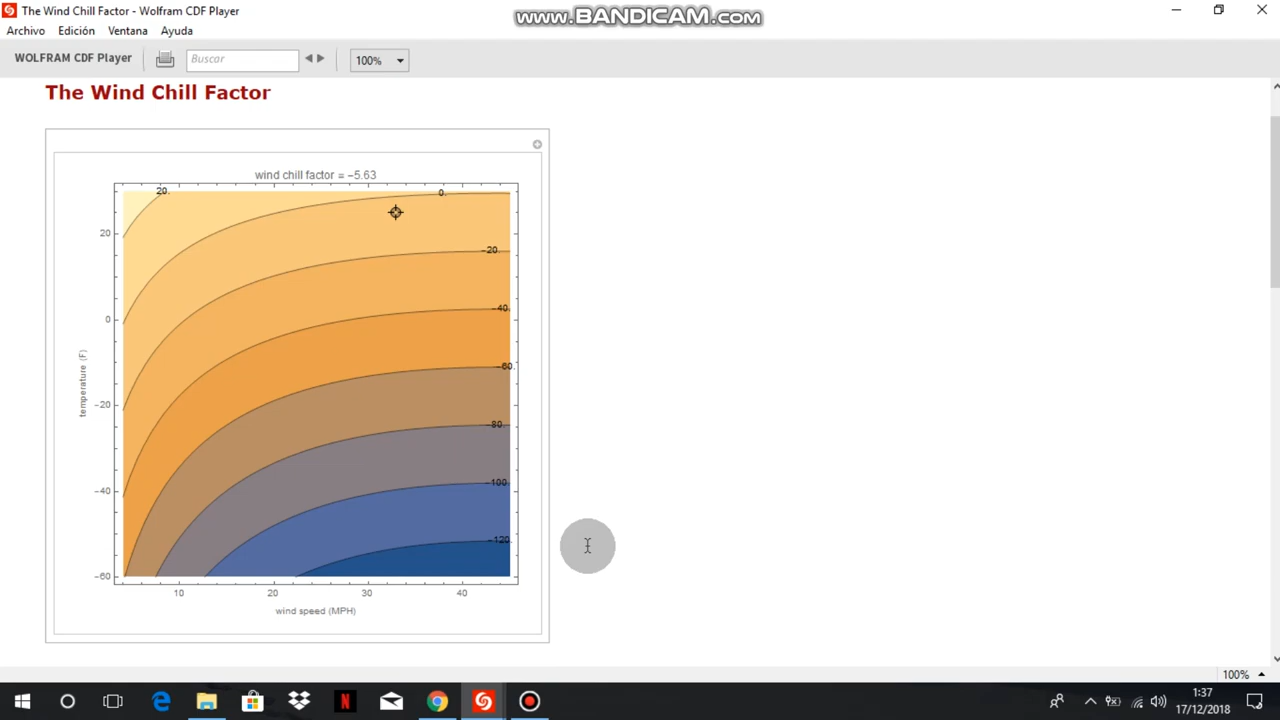 The Wind Chill Factor - Wolfram CDF Player
www.BANDICAM.com
Archivo Edición Ventana Ayuda
WOLFRAM CDF Player Buscar 100%
The Wind Chill Factor
wind chill factor = −5.63
20. 0.
20
−20.
0 −40.
−60.
temperature (F)
−20 −80.
−40 −100.
−120.
−60
10 20 30 40
wind speed (MPH)
100%
1:37
17/12/2018